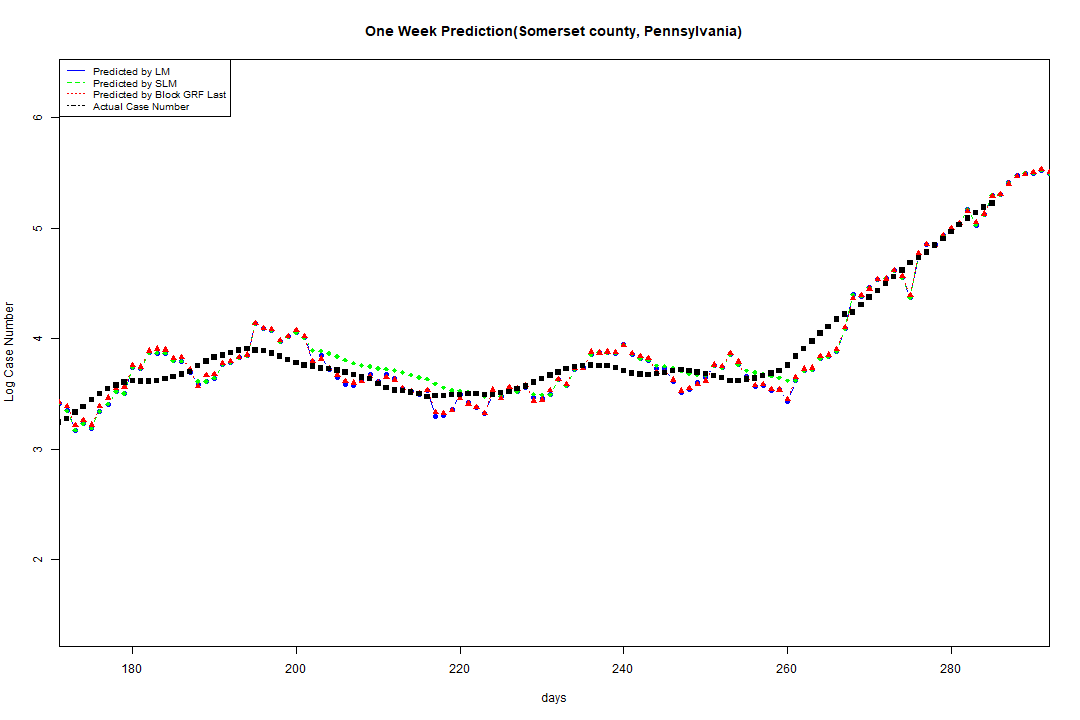 One Week Prediction(Somerset county, Pennsylvania)
Predicted by LM
Predicted by SLM
Predicted by Block GRF Last
Actual Case Number
6
5
4
3
2
Log Case Number
180 200 220 240 260 280
days